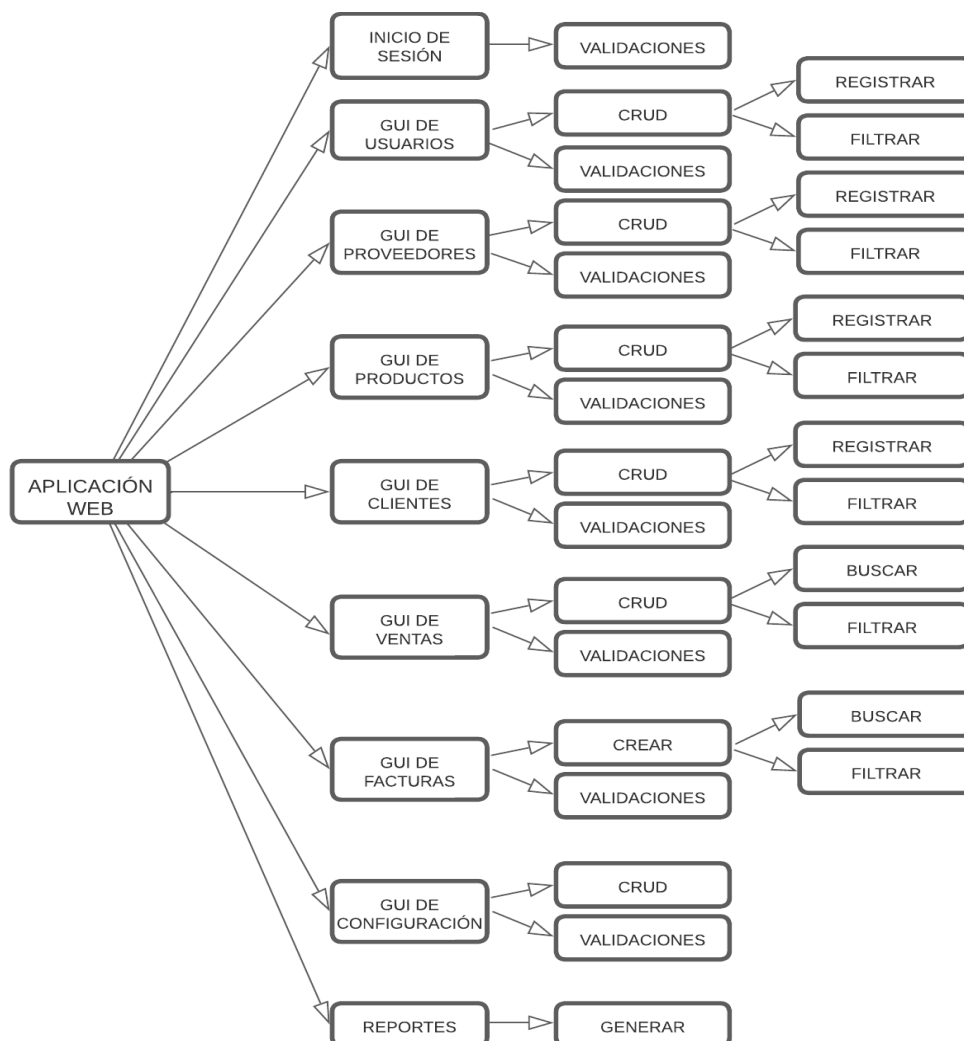 INICIO DE
SESIÓN
VALIDACIONES
GUI DE
USUARIOS
CRUD
REGISTRAR
FILTRAR
VALIDACIONES
GUI DE
PROVEEDORES
CRUD
REGISTRAR
FILTRAR
VALIDACIONES
GUI DE
PRODUCTOS
CRUD
REGISTRAR
FILTRAR
VALIDACIONES
APLICACIÓN
WEB
GUI DE
CLIENTES
CRUD
REGISTRAR
FILTRAR
VALIDACIONES
GUI DE
VENTAS
CRUD
BUSCAR
FILTRAR
VALIDACIONES
GUI DE
FACTURAS
CREAR
BUSCAR
FILTRAR
VALIDACIONES
GUI DE
CONFIGURACIÓN
CRUD
VALIDACIONES
REPORTES
GENERAR